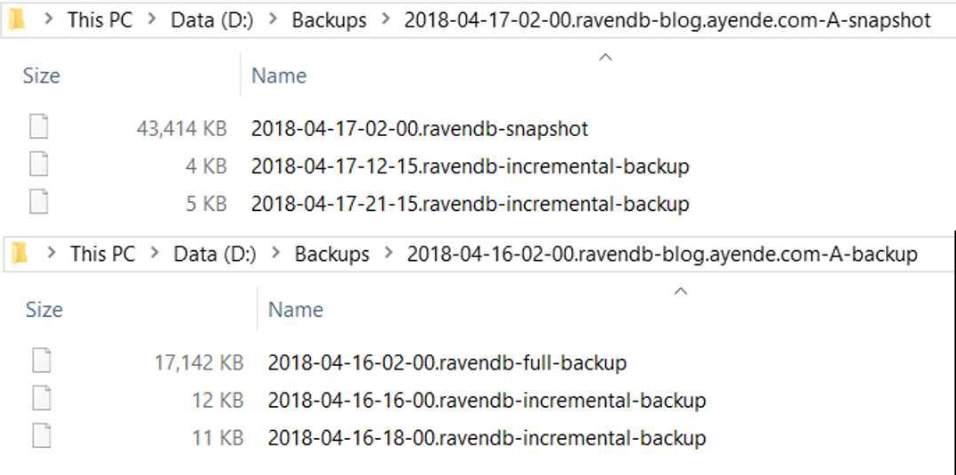 This PC > Data (D:) > Backups > 2018-04-17-02-00.ravendb-blog.ayende.com-A-snapshot
Size Name
43,414 KB 2018-04-17-02-00.ravendb-snapshot
4 KB 2018-04-17-12-15.ravendb-incremental-backup
5 KB 2018-04-17-21-15.ravendb-incremental-backup
This PC > Data (D:) > Backups > 2018-04-16-02-00.ravendb-blog.ayende.com-A-backup
Size Name
17,142 KB 2018-04-16-02-00.ravendb-full-backup
12 KB 2018-04-16-16-00.ravendb-incremental-backup
11 KB 2018-04-16-18-00.ravendb-incremental-backup